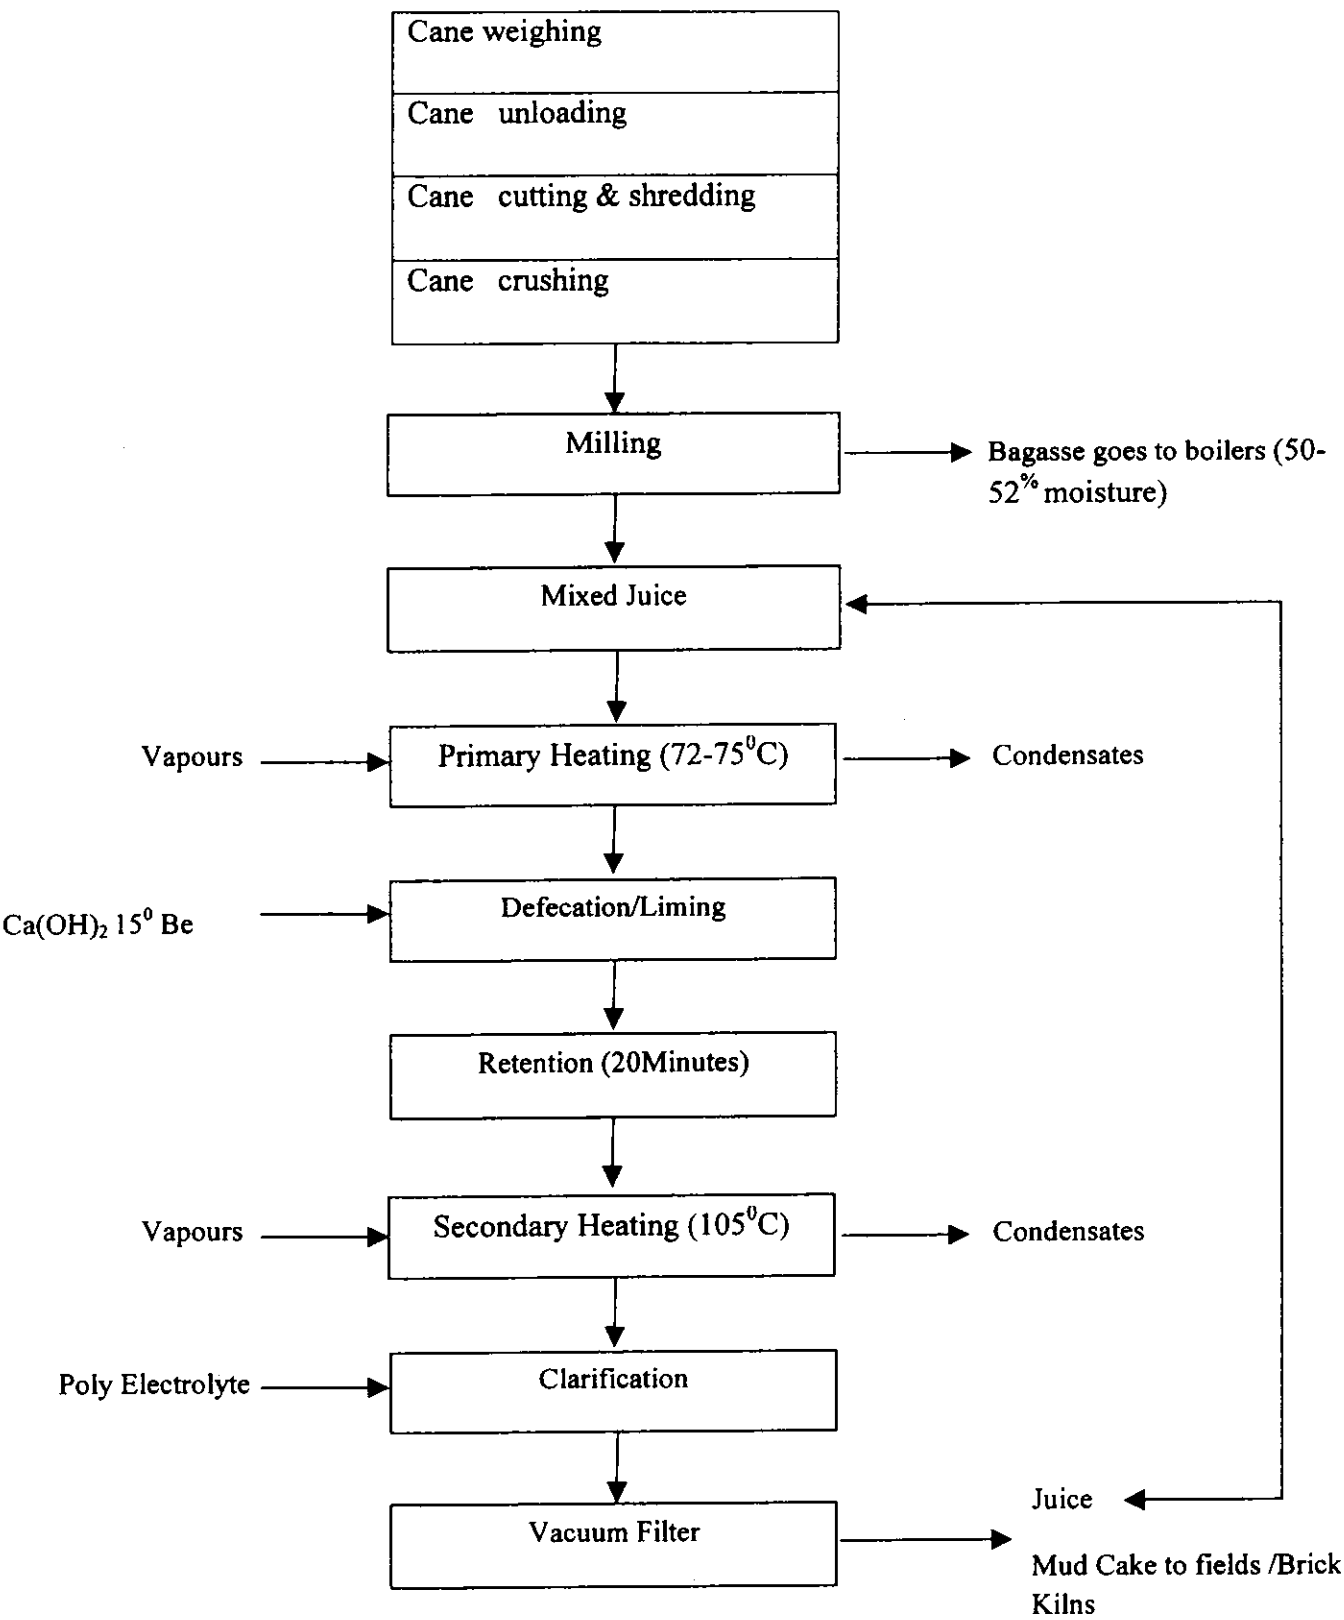 Cane weighing
Cane unloading
Cane cutting & shredding
Cane crushing
Milling
Bagasse goes to boilers (50-
52% moisture)
Mixed Juice
Vapours
Primary Heating (72-75⁰C)
Condensates
Ca(OH)₂ 15⁰ Be
Defecation/Liming
Retention (20Minutes)
Vapours
Secondary Heating (105⁰C)
Condensates
Poly Electrolyte
Clarification
Vacuum Filter
Juice
Mud Cake to fields /Brick
Kilns